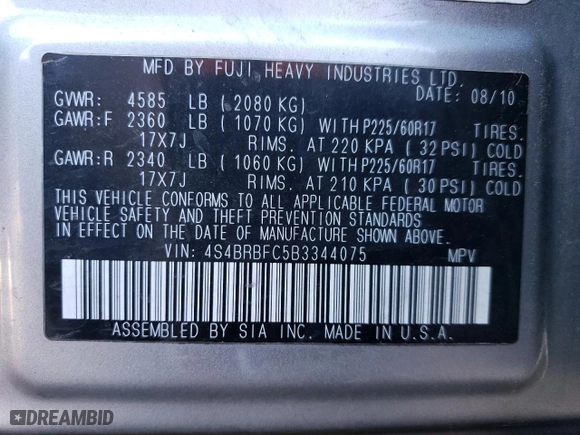 MFD BY FUJI HEAVY INDUSTRIES LTD.
DATE: 08/10
GVWR: 4585 LB ( 2080 KG)
GAWR:F 2360 LB ( 1070 KG) WITH P225/60R17 TIRES.
17X7J RIMS. AT 220 KPA ( 32 PSI) COLD
GAWR:R 2340 LB ( 1060 KG) WITH P225/60R17 TIRES.
17X7J RIMS. AT 210 KPA ( 30 PSI) COLD
THIS VEHICLE CONFORMS TO ALL APPLICABLE FEDERAL MOTOR
VEHICLE SAFETY AND THEFT PREVENTION STANDARDS
IN EFFECT ON THE DATE OF MANUFACTURE SHOWN ABOVE.
VIN: 4S4BRBFC5B3344075 MPV
ASSEMBLED BY SIA INC. MADE IN U.S.A.
DREAMBID